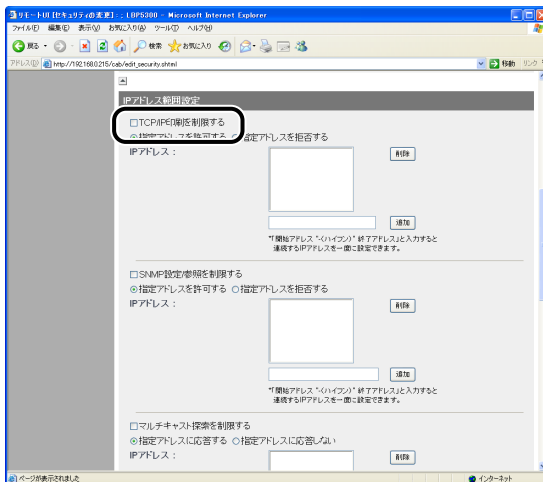 リモートUI [セキュリティの変更] : ; LBP5300 - Microsoft Internet Explorer
ファイル(F) 編集(E) 表示(V) お気に入り(A) ツール(T) ヘルプ(H)
戻る 検索 お気に入り
アドレス(D) http://192.168.0.215/cab/edit_security.shtml 移動 リンク
IPアドレス範囲設定
TCP/IP印刷を制限する
指定アドレスを許可する 指定アドレスを拒否する
IPアドレス: 削除
追加
*「開始アドレス "-(ハイフン)" 終了アドレス」と入力すると
連続するIPアドレスを一度に設定できます。
SNMP設定/参照を制限する
指定アドレスを許可する 指定アドレスを拒否する
IPアドレス: 削除
追加
*「開始アドレス "-(ハイフン)" 終了アドレス」と入力すると
連続するIPアドレスを一度に設定できます。
マルチキャスト探索を制限する
指定アドレスに応答する 指定アドレスに応答しない
IPアドレス: 削除
ページが表示されました インターネット